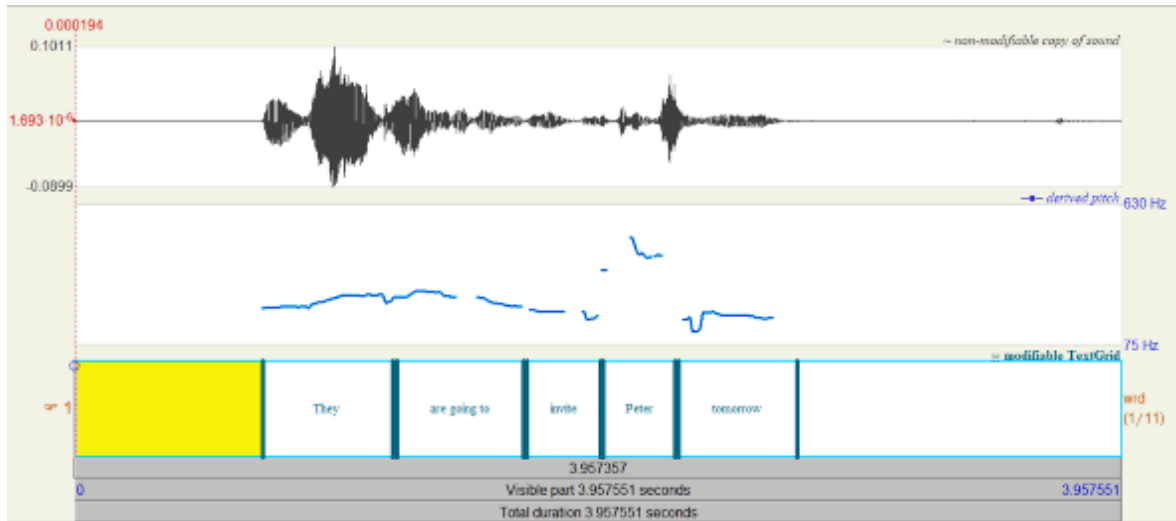 0.000194
0.1011
~ non-modifiable copy of sound
1.693·10-6
-0.0899
derived pitch 630 Hz
75 Hz
~ modifiable TextGrid
☞ 1 They are going to invite Peter tomorrow wrd
(1/11)
3.957357
0 Visible part 3.957551 seconds 3.957551
Total duration 3.957551 seconds